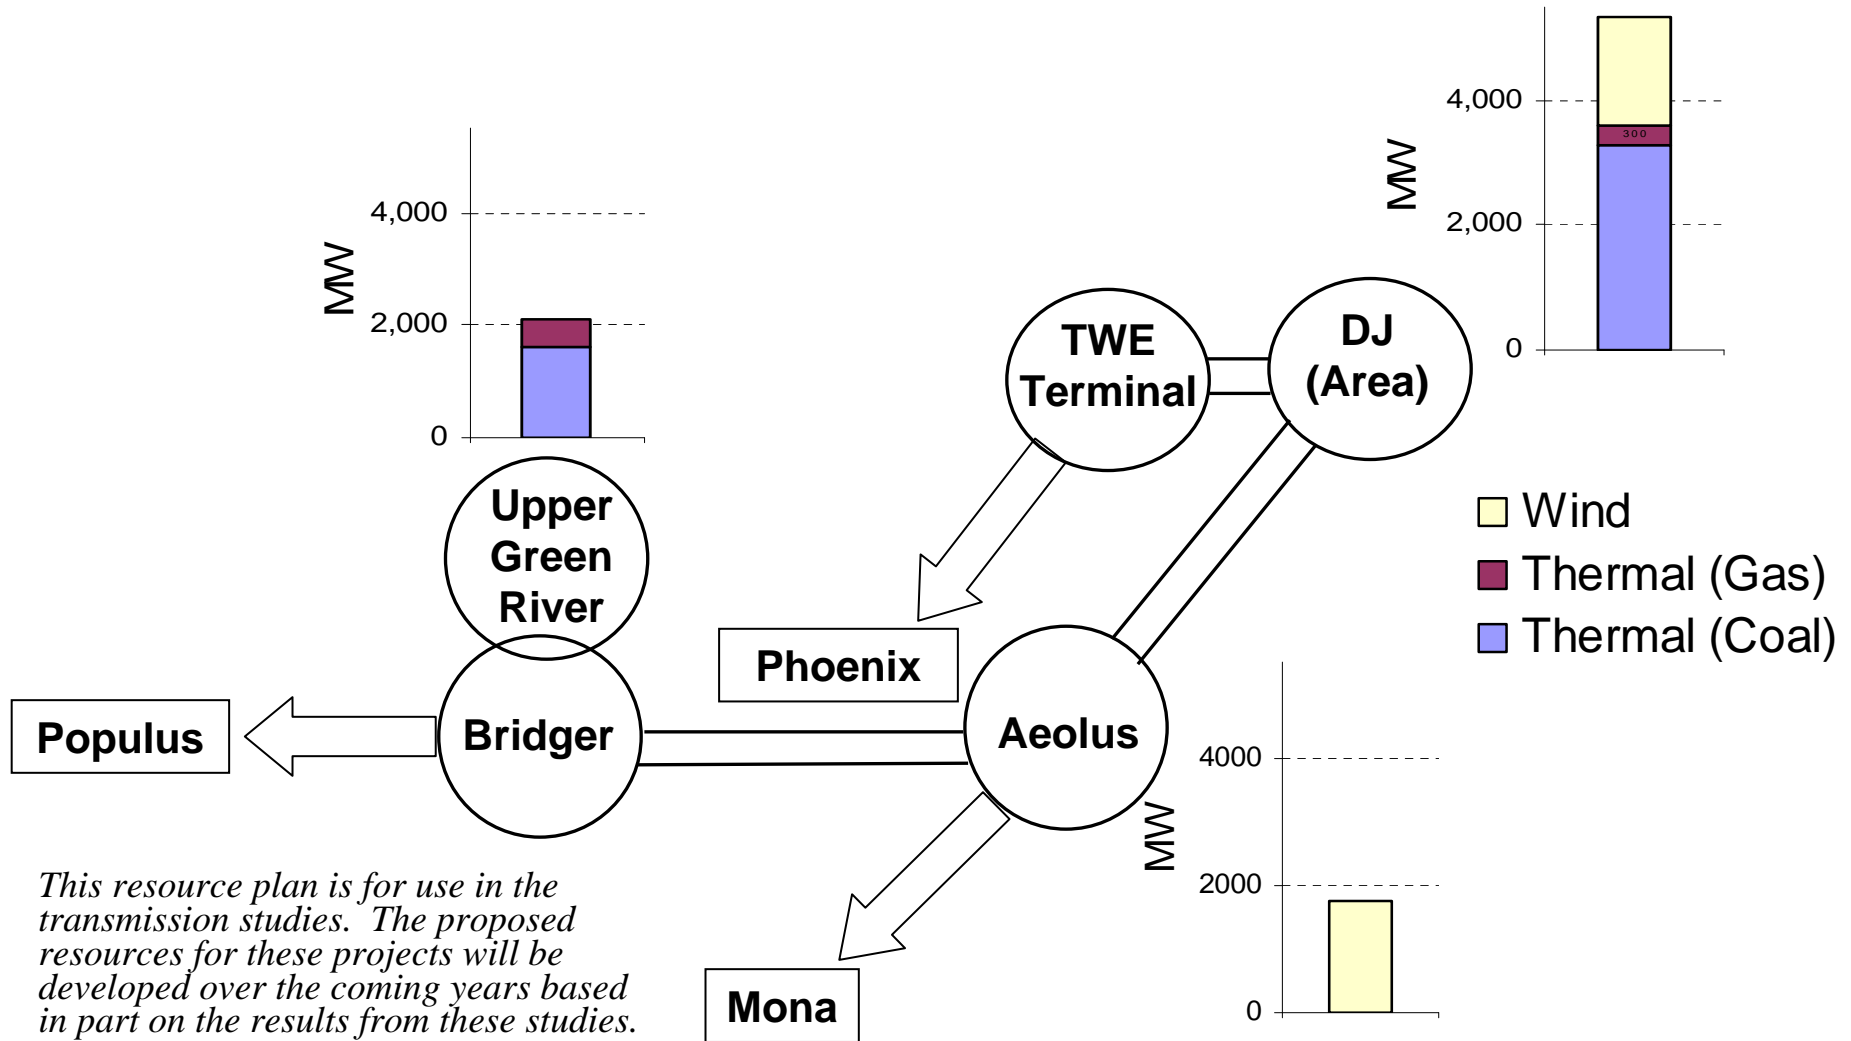 4,000
MW
300
2,000
0
4,000
MW
2,000
0
TWE
Terminal
DJ
(Area)
Upper
Green
River
Wind
Thermal (Gas)
Thermal (Coal)
Phoenix
Populus
Bridger
Aeolus
4000
MW
2000
0
This resource plan is for use in the
transmission studies.  The proposed
resources for these projects will be
developed over the coming years based
in part on the results from these studies.
Mona